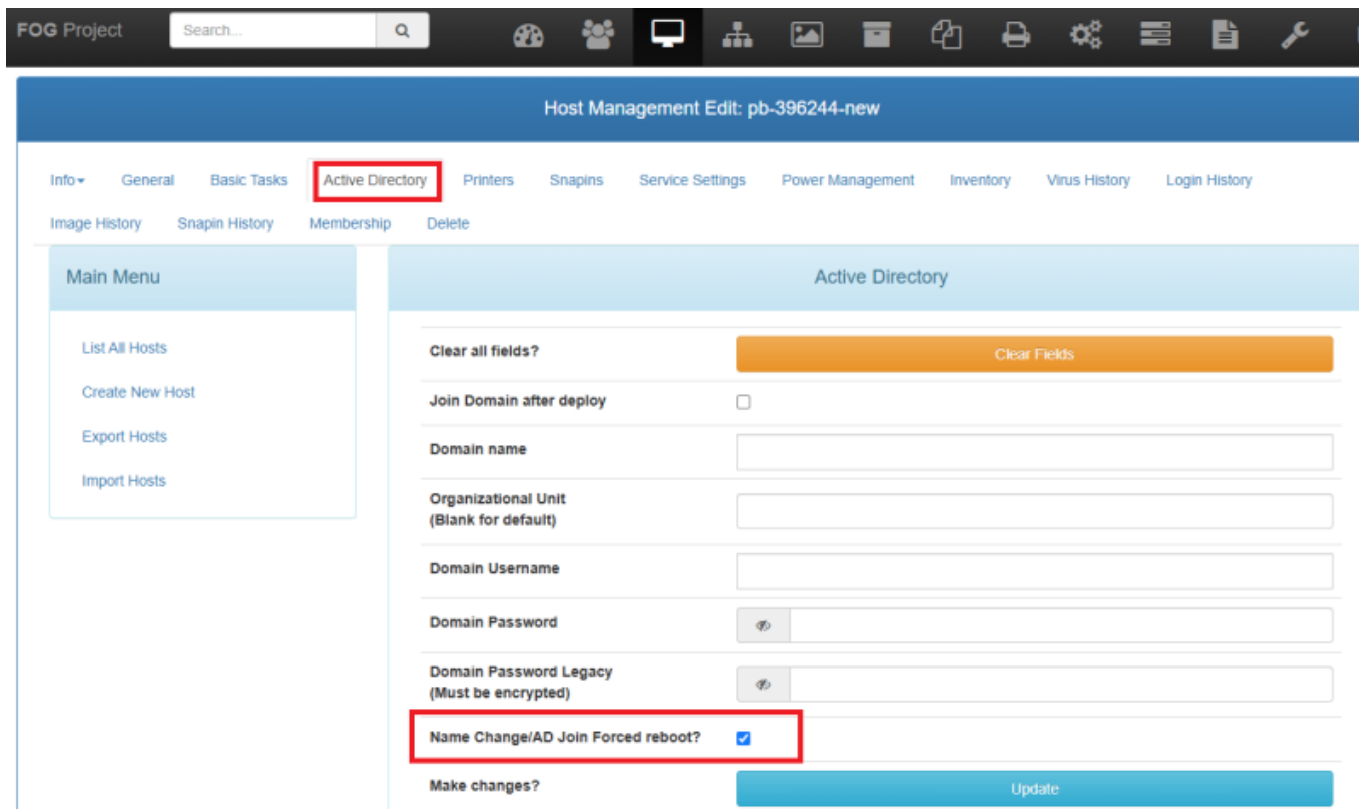 FOG Project
Search...
Host Management Edit: pb-396244-new
Info General Basic Tasks Active Directory Printers Snapins Service Settings Power Management Inventory Virus History Login History
Image History Snapin History Membership Delete
Main Menu
List All Hosts
Create New Host
Export Hosts
Import Hosts
Active Directory
Clear all fields?
Clear Fields
Join Domain after deploy
Domain name
Organizational Unit
(Blank for default)
Domain Username
Domain Password
Domain Password Legacy
(Must be encrypted)
Name Change/AD Join Forced reboot?
Make changes?
Update